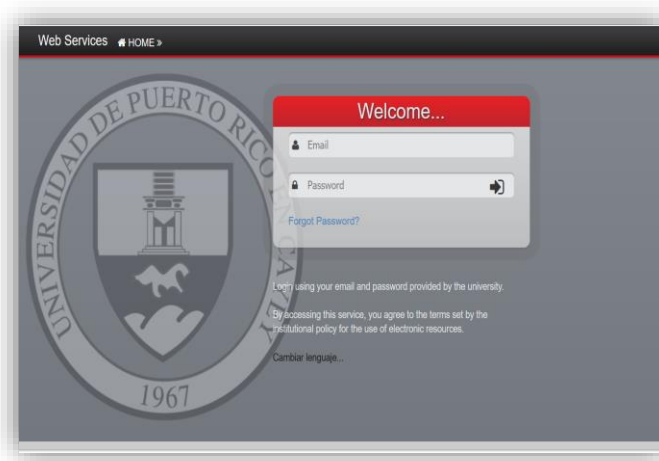 Web Services HOME »
UNIVERSIDAD DE PUERTO RICO EN CAYEY
1967
Welcome...
Email
Password
Forgot Password?
Login using your email and password provided by the university.
By accessing this service, you agree to the terms set by the
institutional policy for the use of electronic resources.
Cambiar lenguaje...